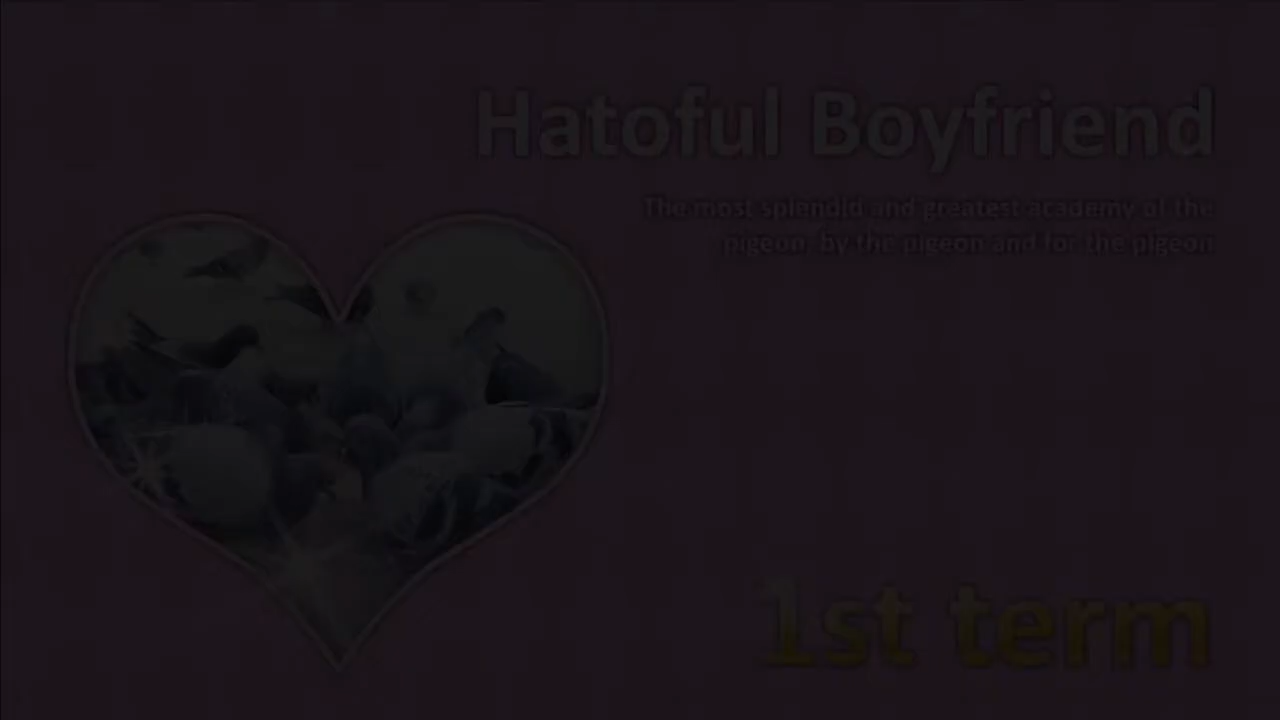 Hatoful Boyfriend
The most splendid and greatest academy of the
pigeon, by the pigeon and for the pigeon
1st term